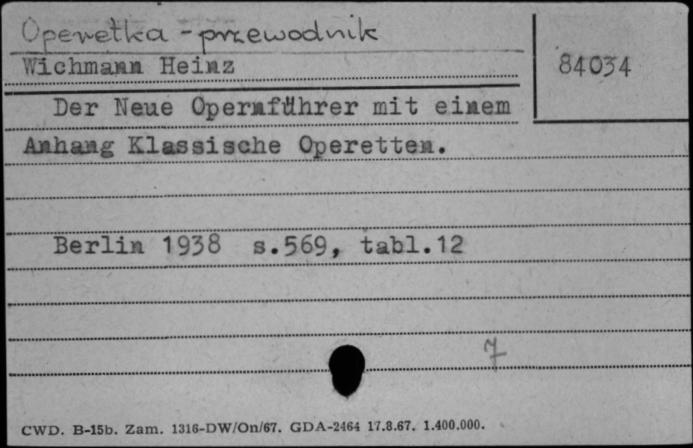 Operetka - przewodnik
Wichmann Heinz
84034
Der Neue Opernführer mit einem
Anhang Klassische Operetten.
Berlin 1938 s.569, tabl.12
7
CWD. B-15b. Zam. 1316-DW/On/67. GDA-2464 17.8.67. 1.400.000.